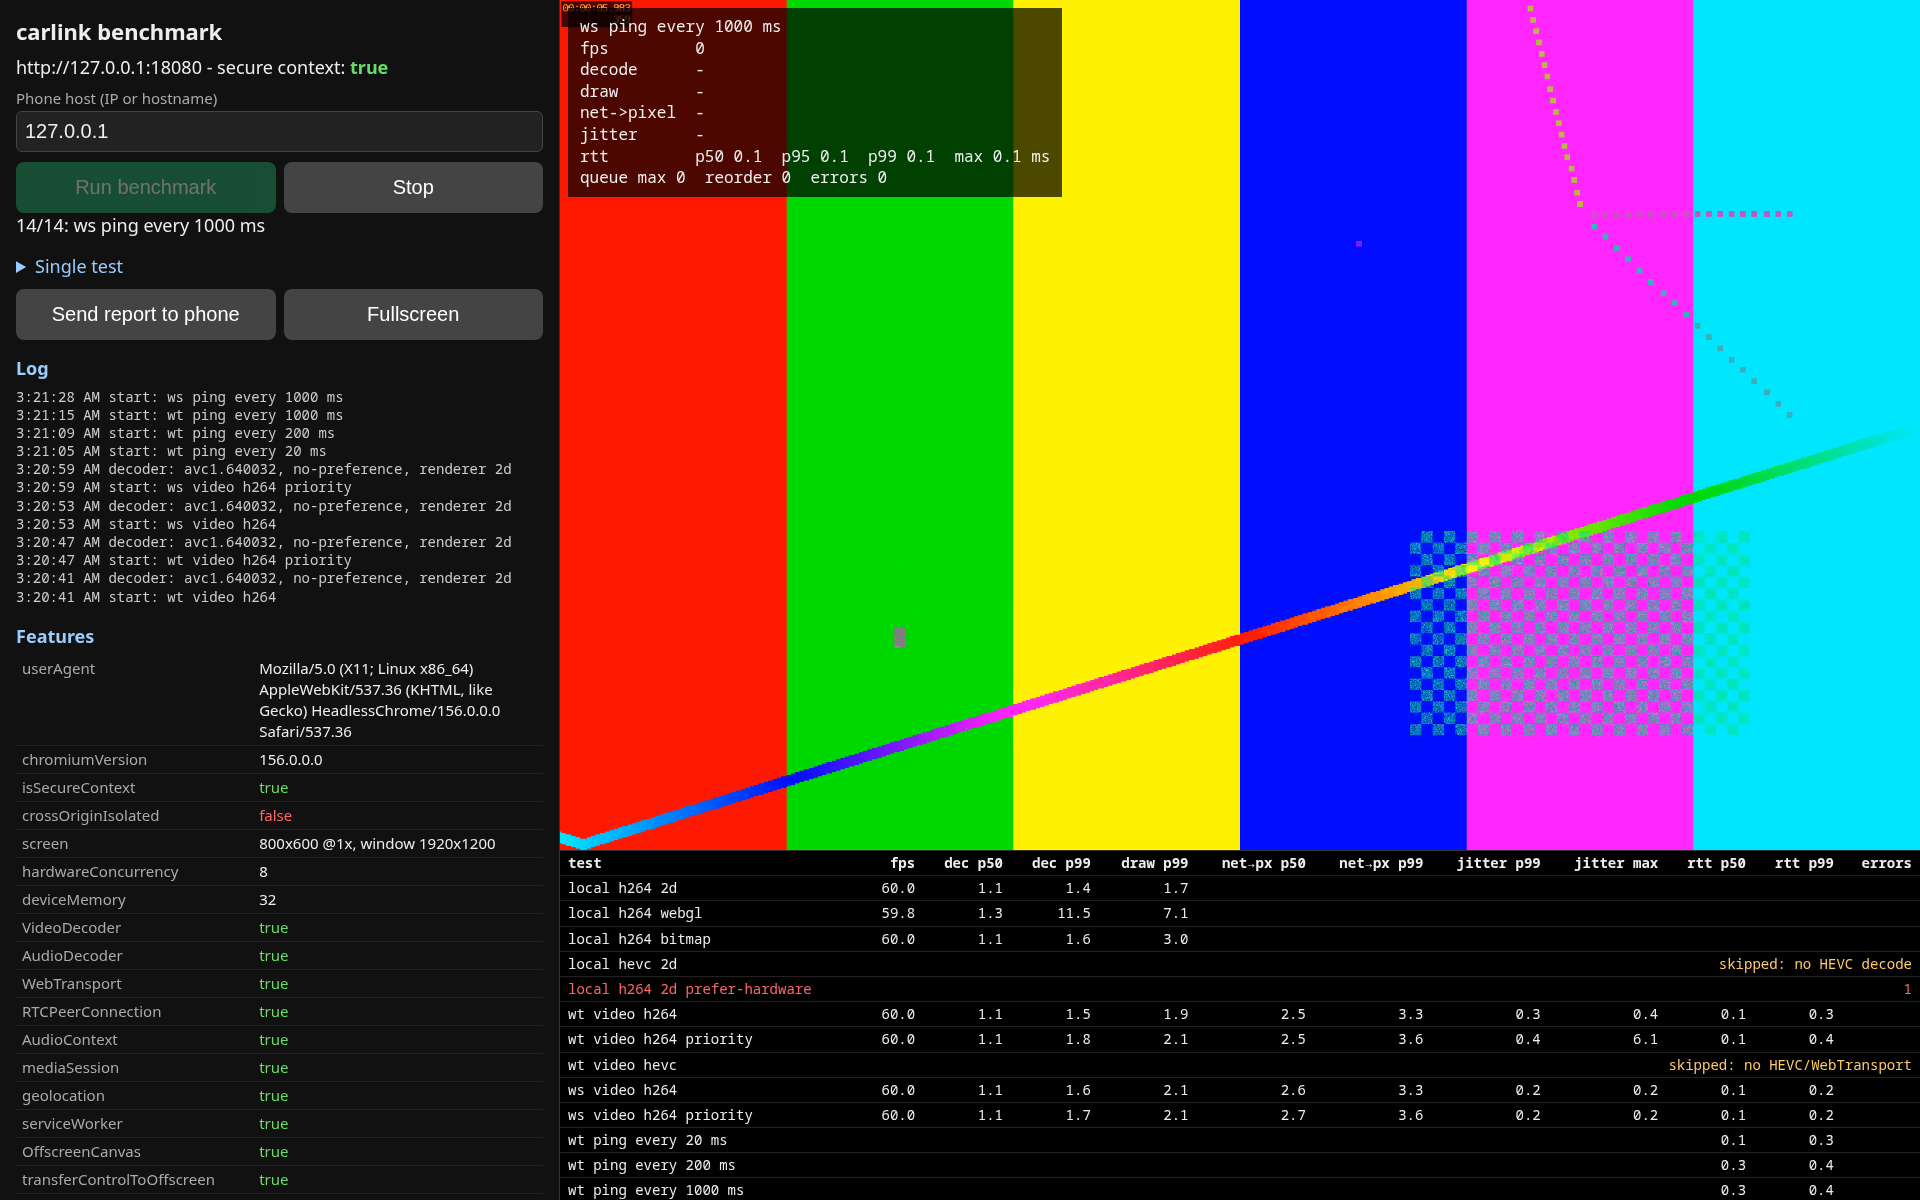 carlink benchmark
http://127.0.0.1:18080 - secure context: true
Phone host (IP or hostname)
127.0.0.1
Run benchmark
Stop
14/14: ws ping every 1000 ms
Single test
Send report to phone
Fullscreen
Log
3:21:28 AM start: ws ping every 1000 ms
3:21:15 AM start: wt ping every 1000 ms
3:21:09 AM start: wt ping every 200 ms
3:21:05 AM start: wt ping every 20 ms
3:20:59 AM decoder: avc1.640032, no-preference, renderer 2d
3:20:59 AM start: ws video h264 priority
3:20:53 AM decoder: avc1.640032, no-preference, renderer 2d
3:20:53 AM start: ws video h264
3:20:47 AM decoder: avc1.640032, no-preference, renderer 2d
3:20:47 AM start: wt video h264 priority
3:20:41 AM decoder: avc1.640032, no-preference, renderer 2d
3:20:41 AM start: wt video h264
Features
userAgent Mozilla/5.0 (X11; Linux x86_64)
AppleWebKit/537.36 (KHTML, like
Gecko) HeadlessChrome/156.0.0.0
Safari/537.36
chromiumVersion 156.0.0.0
isSecureContext true
crossOriginIsolated false
screen 800x600 @1x, window 1920x1200
hardwareConcurrency 8
deviceMemory 32
VideoDecoder true
AudioDecoder true
WebTransport true
RTCPeerConnection true
AudioContext true
mediaSession true
geolocation true
serviceWorker true
OffscreenCanvas true
transferControlToOffscreen true
00:00:05.983
ws ping every 1000 ms
fps 0
decode -
draw -
net->pixel -
jitter -
rtt p50 0.1 p95 0.1 p99 0.1 max 0.1 ms
queue max 0 reorder 0 errors 0
test fps dec p50 dec p99 draw p99 net→px p50 net→px p99 jitter p99 jitter max rtt p50 rtt p99 errors
local h264 2d 60.0 1.1 1.4 1.7
local h264 webgl 59.8 1.3 11.5 7.1
local h264 bitmap 60.0 1.1 1.6 3.0
local hevc 2d skipped: no HEVC decode
local h264 2d prefer-hardware 1
wt video h264 60.0 1.1 1.5 1.9 2.5 3.3 0.3 0.4 0.1 0.3
wt video h264 priority 60.0 1.1 1.8 2.1 2.5 3.6 0.4 6.1 0.1 0.4
wt video hevc skipped: no HEVC/WebTransport
ws video h264 60.0 1.1 1.6 2.1 2.6 3.3 0.2 0.2 0.1 0.2
ws video h264 priority 60.0 1.1 1.7 2.1 2.7 3.6 0.2 0.2 0.1 0.2
wt ping every 20 ms 0.1 0.3
wt ping every 200 ms 0.3 0.4
wt ping every 1000 ms 0.3 0.4